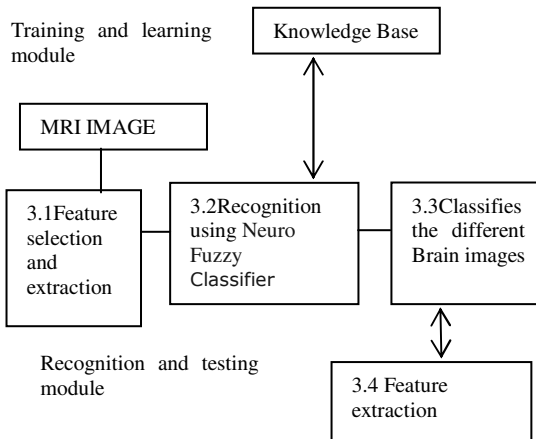 Training and learning
module
Knowledge Base
MRI IMAGE
3.1Feature
selection
and
extraction
3.2Recognition
using Neuro
Fuzzy
Classifier
3.3Classifies
the different
Brain images
Recognition and testing
module
3.4 Feature
extraction